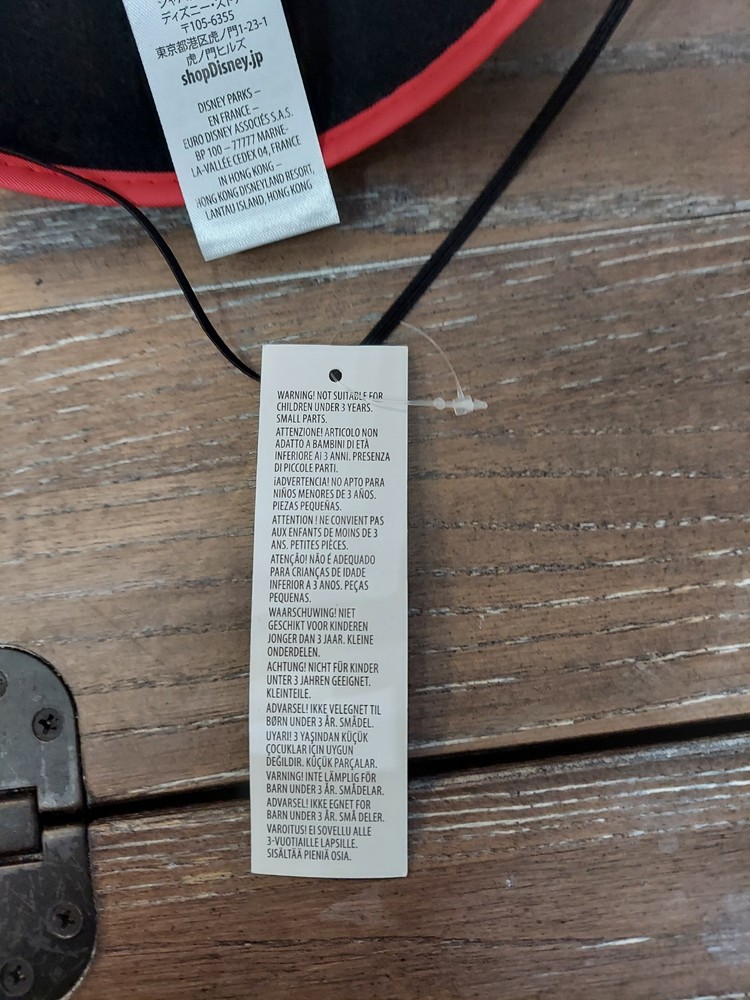 ディズニー・スト
〒105-6355
東京都港区虎ノ門1-23-1
虎ノ門ヒルズ
shopDisney.jp
DISNEY PARKS –
EN FRANCE –
EURO DISNEY ASSOCIÉS S.A.S.
BP 100 – 77777 MARNE-
LA-VALLÉE CEDEX 04, FRANCE
IN HONG KONG –
HONG KONG DISNEYLAND RESORT,
LANTAU ISLAND, HONG KONG
WARNING! NOT SUITABLE FOR
CHILDREN UNDER 3 YEARS.
SMALL PARTS.
ATTENZIONE! ARTICOLO NON
ADATTO A BAMBINI DI ETÀ
INFERIORE AI 3 ANNI. PRESENZA
DI PICCOLE PARTI.
¡ADVERTENCIA! NO APTO PARA
NIÑOS MENORES DE 3 AÑOS.
PIEZAS PEQUEÑAS.
ATTENTION ! NE CONVIENT PAS
AUX ENFANTS DE MOINS DE 3
ANS. PETITES PIÈCES.
ATENÇÃO! NÃO É ADEQUADO
PARA CRIANÇAS DE IDADE
INFERIOR A 3 ANOS. PEÇAS
PEQUENAS.
WAARSCHUWING! NIET
GESCHIKT VOOR KINDEREN
JONGER DAN 3 JAAR. KLEINE
ONDERDELEN.
ACHTUNG! NICHT FÜR KINDER
UNTER 3 JAHREN GEEIGNET.
KLEINTEILE.
ADVARSEL! IKKE VELEGNET TIL
BØRN UNDER 3 ÅR. SMÅDEL.
UYARI! 3 YAŞINDAN KÜÇÜK
ÇOCUKLAR İÇİN UYGUN
DEĞİLDIR. KÜÇÜK PARÇALAR.
VARNING! INTE LÄMPLIG FÖR
BARN UNDER 3 ÅR. SMÅDELAR.
ADVARSEL! IKKE EGNET FOR
BARN UNDER 3 ÅR. SMÅ DELER.
VAROITUS! EI SOVELLU ALLE
3-VUOTIAILLE LAPSILLE.
SISÄLTÄÄ PIENIÄ OSIA.